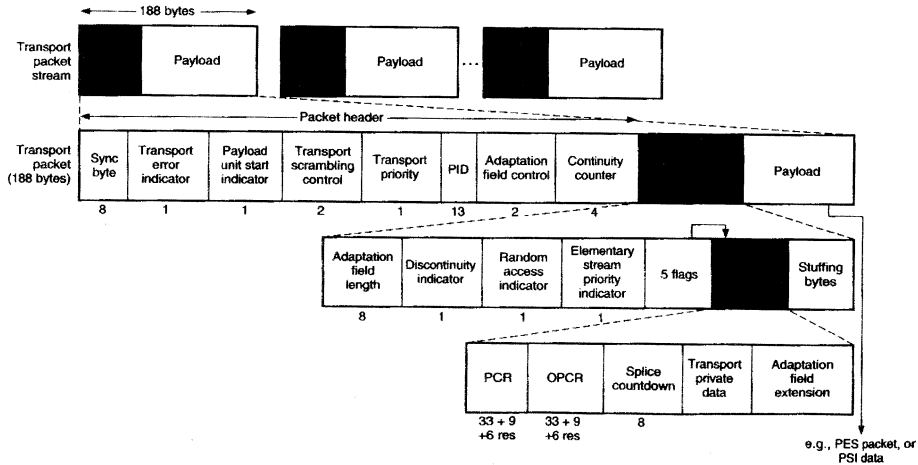 188 bytes
Transport
packet
stream
Payload
Payload
...
Payload
Packet header
Transport
packet
(188 bytes)
Sync
byte
Transport
error
indicator
Payload
unit start
indicator
Transport
scrambling
control
Transport
priority
PID
Adaptation
field control
Continuity
counter
Payload
8
1
1
2
1
13
2
4
Adaptation
field
length
Discontinuity
indicator
Random
access
indicator
Elementary
stream
priority
indicator
5 flags
Stuffing
bytes
8
1
1
1
PCR
OPCR
Splice
countdown
Transport
private
data
Adaptation
field
extension
33 + 9
+6 res
33 + 9
+6 res
8
e.g., PES packet, or
PSI data